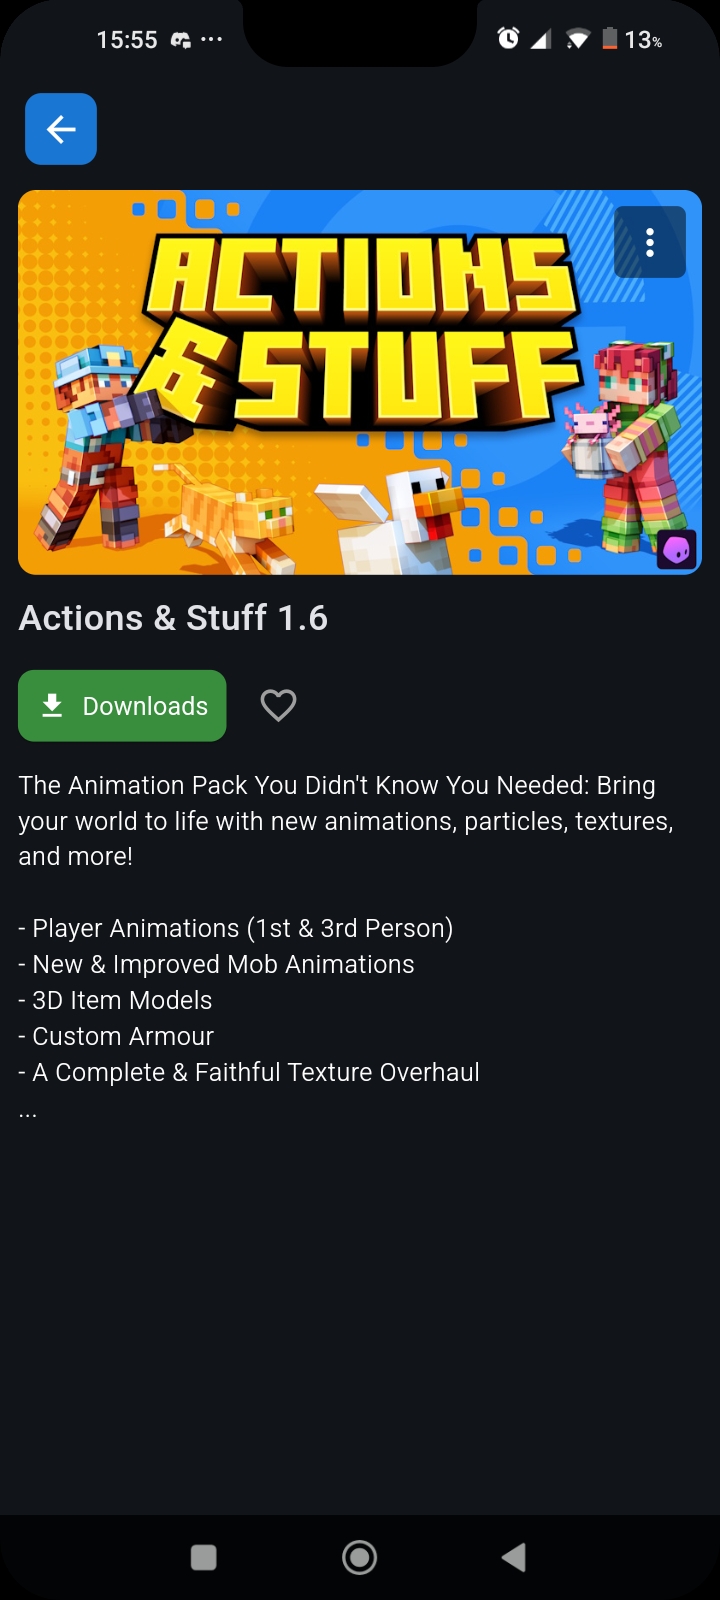 15:55
13%
ACTIONS
& STUFF
Actions & Stuff 1.6
Downloads
The Animation Pack You Didn't Know You Needed: Bring
your world to life with new animations, particles, textures,
and more!
- Player Animations (1st & 3rd Person)
- New & Improved Mob Animations
- 3D Item Models
- Custom Armour
- A Complete & Faithful Texture Overhaul
...